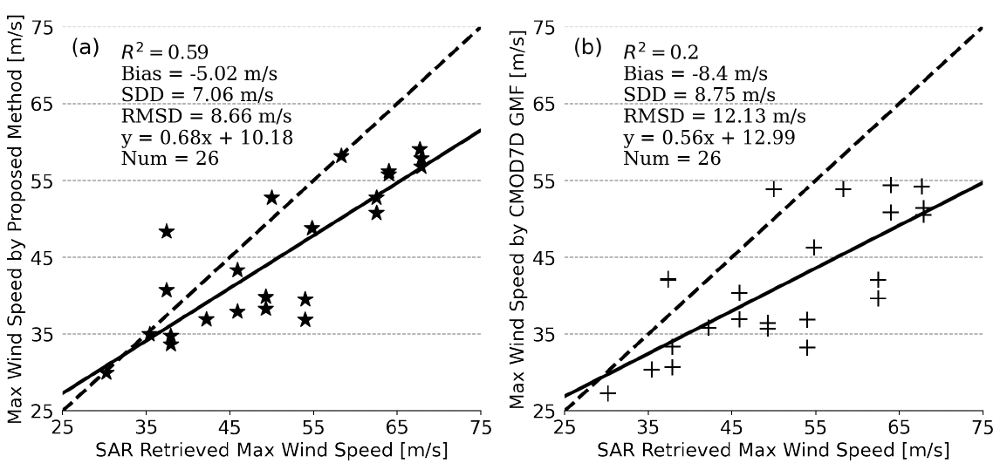 Max Wind Speed by Proposed Method [m/s]
75
65
55
45
35
25
(a)
R² = 0.59
Bias = -5.02 m/s
SDD = 7.06 m/s
RMSD = 8.66 m/s
y = 0.68x + 10.18
Num = 26
25 35 45 55 65 75
SAR Retrieved Max Wind Speed [m/s]
Max Wind Speed by CMOD7D GMF [m/s]
75
65
55
45
35
25
(b)
R² = 0.2
Bias = -8.4 m/s
SDD = 8.75 m/s
RMSD = 12.13 m/s
y = 0.56x + 12.99
Num = 26
25 35 45 55 65 75
SAR Retrieved Max Wind Speed [m/s]